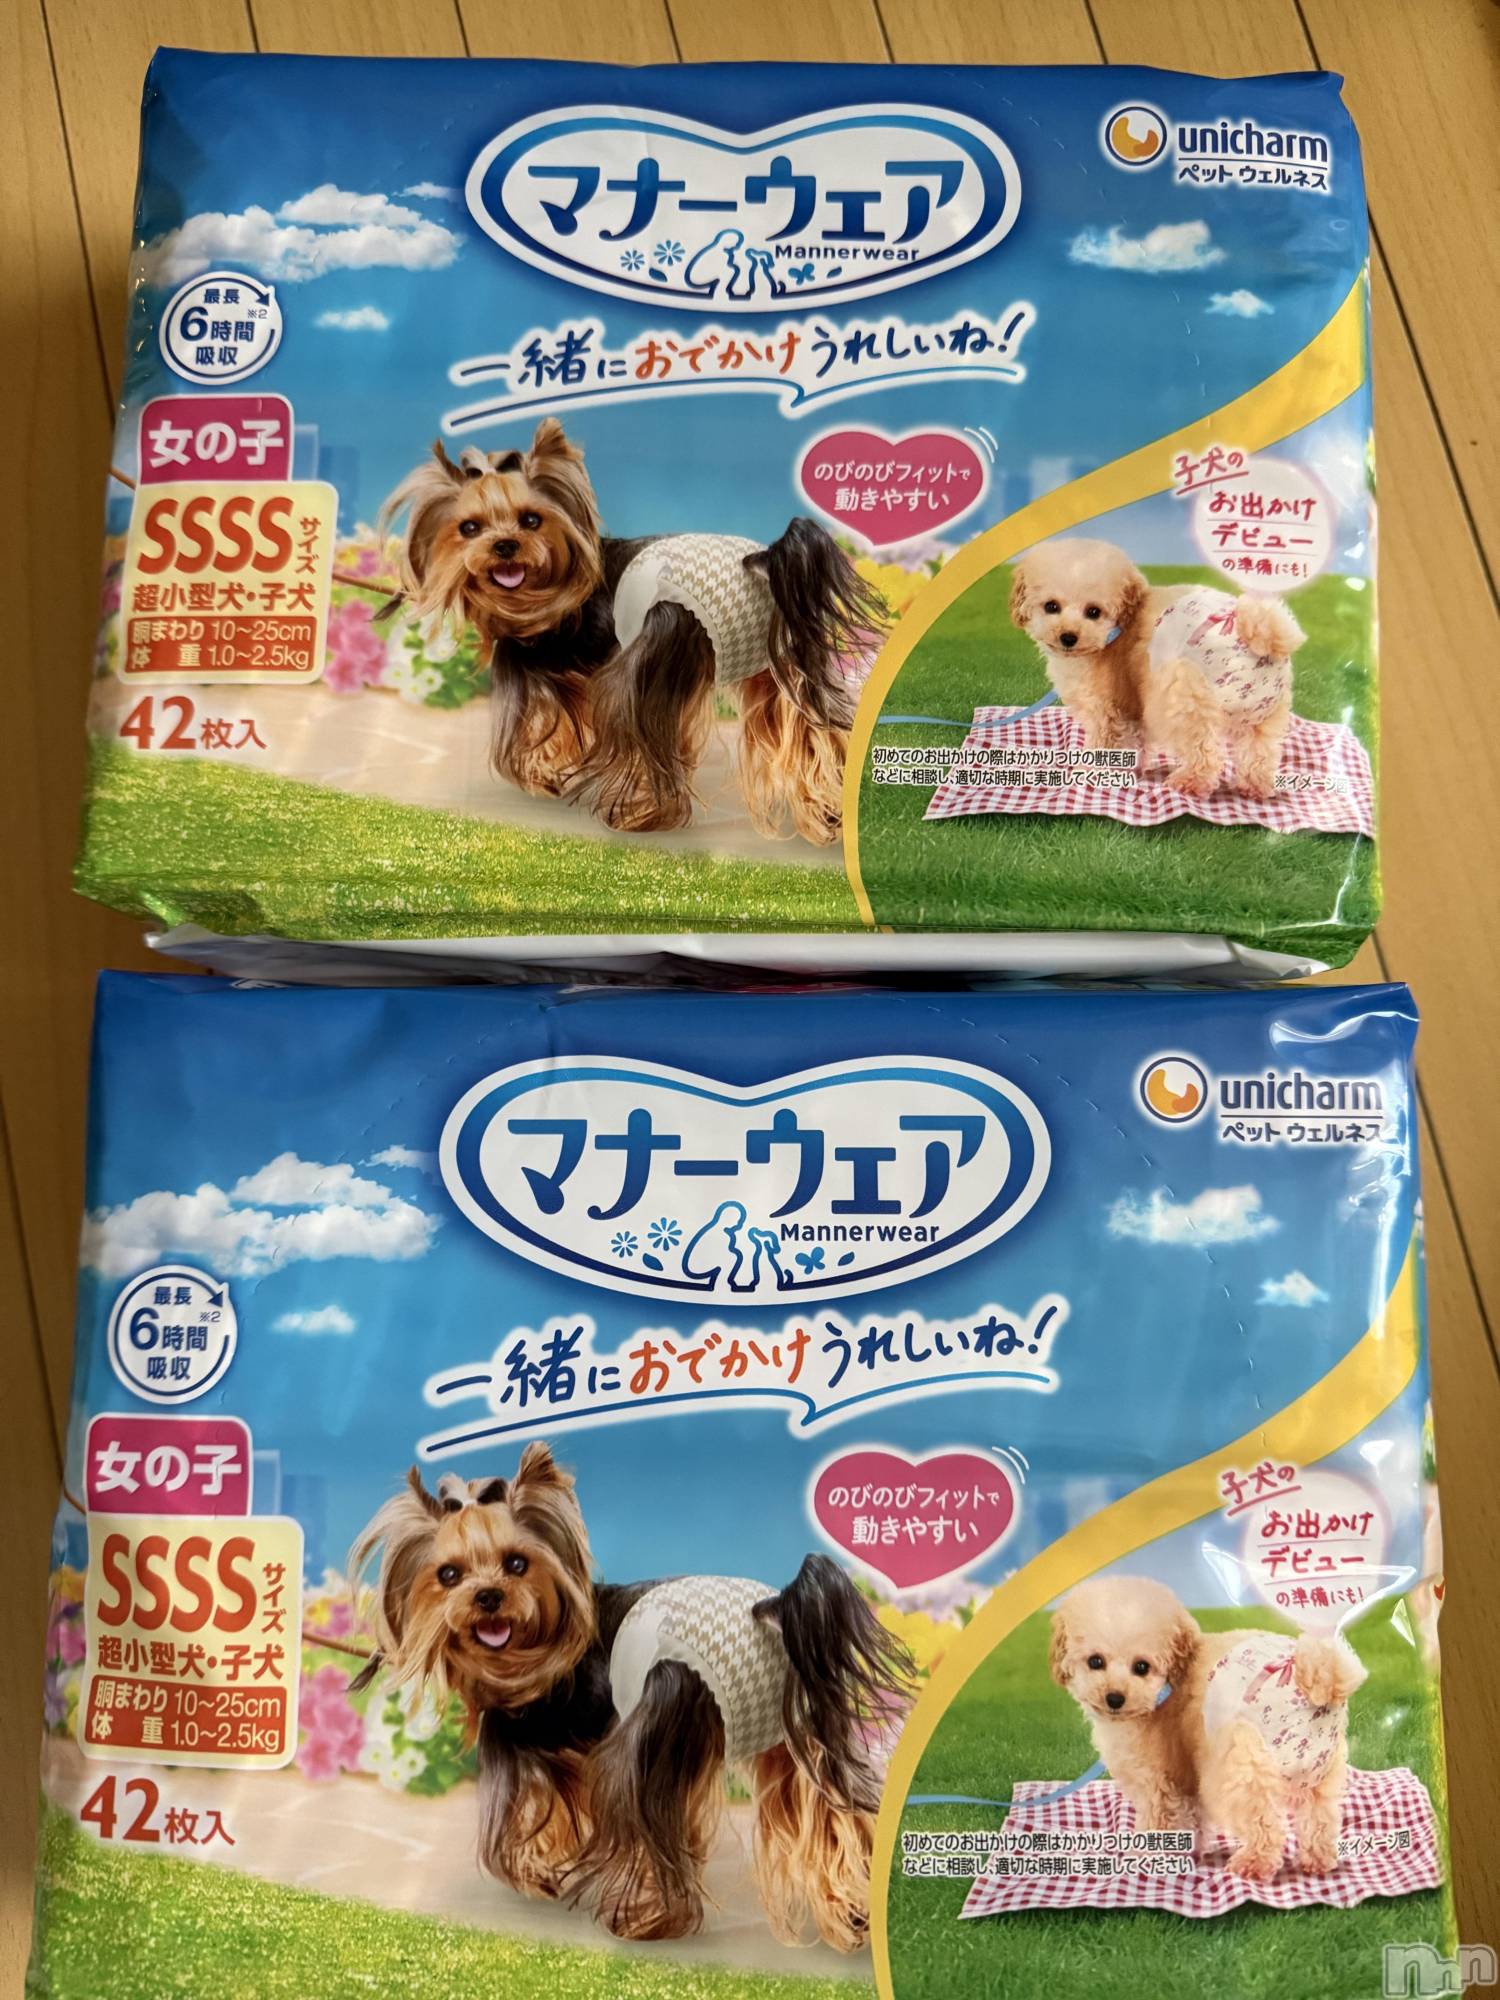 unicharm
ペット ウェルネス
マナーウェア
Mannerwear
最長
6時間※2
吸収
一緒におでかけうれしいね!
女の子
SSSSサイズ
超小型犬・子犬
胴まわり 10~25cm
体 重 1.0~2.5kg
42枚入
のびのびフィットで
動きやすい
子犬の
お出かけ
デビュー
の準備にも!
初めてのお出かけの際はかかりつけの獣医師
などに相談し、適切な時期に実施してください
※イメージ図
unicharm
ペット ウェルネス
マナーウェア
Mannerwear
最長
6時間※2
吸収
一緒におでかけうれしいね!
女の子
SSSSサイズ
超小型犬・子犬
胴まわり 10~25cm
体 重 1.0~2.5kg
42枚入
のびのびフィットで
動きやすい
子犬の
お出かけ
デビュー
の準備にも!
初めてのお出かけの際はかかりつけの獣医師
などに相談し、適切な時期に実施してください
※イメージ図